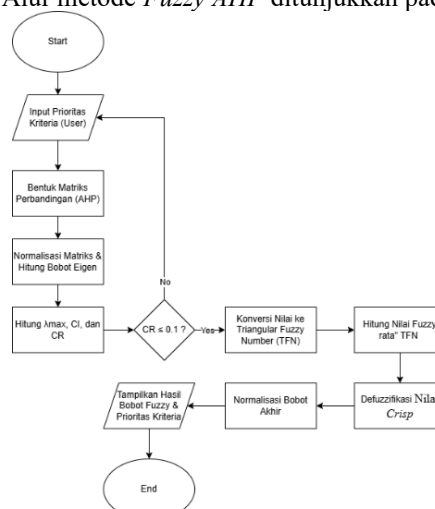 Alur metode Fuzzy AHP ditunjukkan pad
Start
Input Prioritas
Kriteria (User)
Bentuk Matriks
Perbandingan (AHP)
Normalisasi Matriks &
Hitung Bobot Eigen
Hitung λmax, CI, dan
CR
No
CR ≤ 0.1 ?
Yes
Konversi Nilai ke
Triangular Fuzzy
Number (TFN)
Hitung Nilai Fuzzy
rata" TFN
Defuzzifikasi Nilai
Crisp
Normalisasi Bobot
Akhir
Tampilkan Hasil
Bobot Fuzzy &
Prioritas Kriteria
End